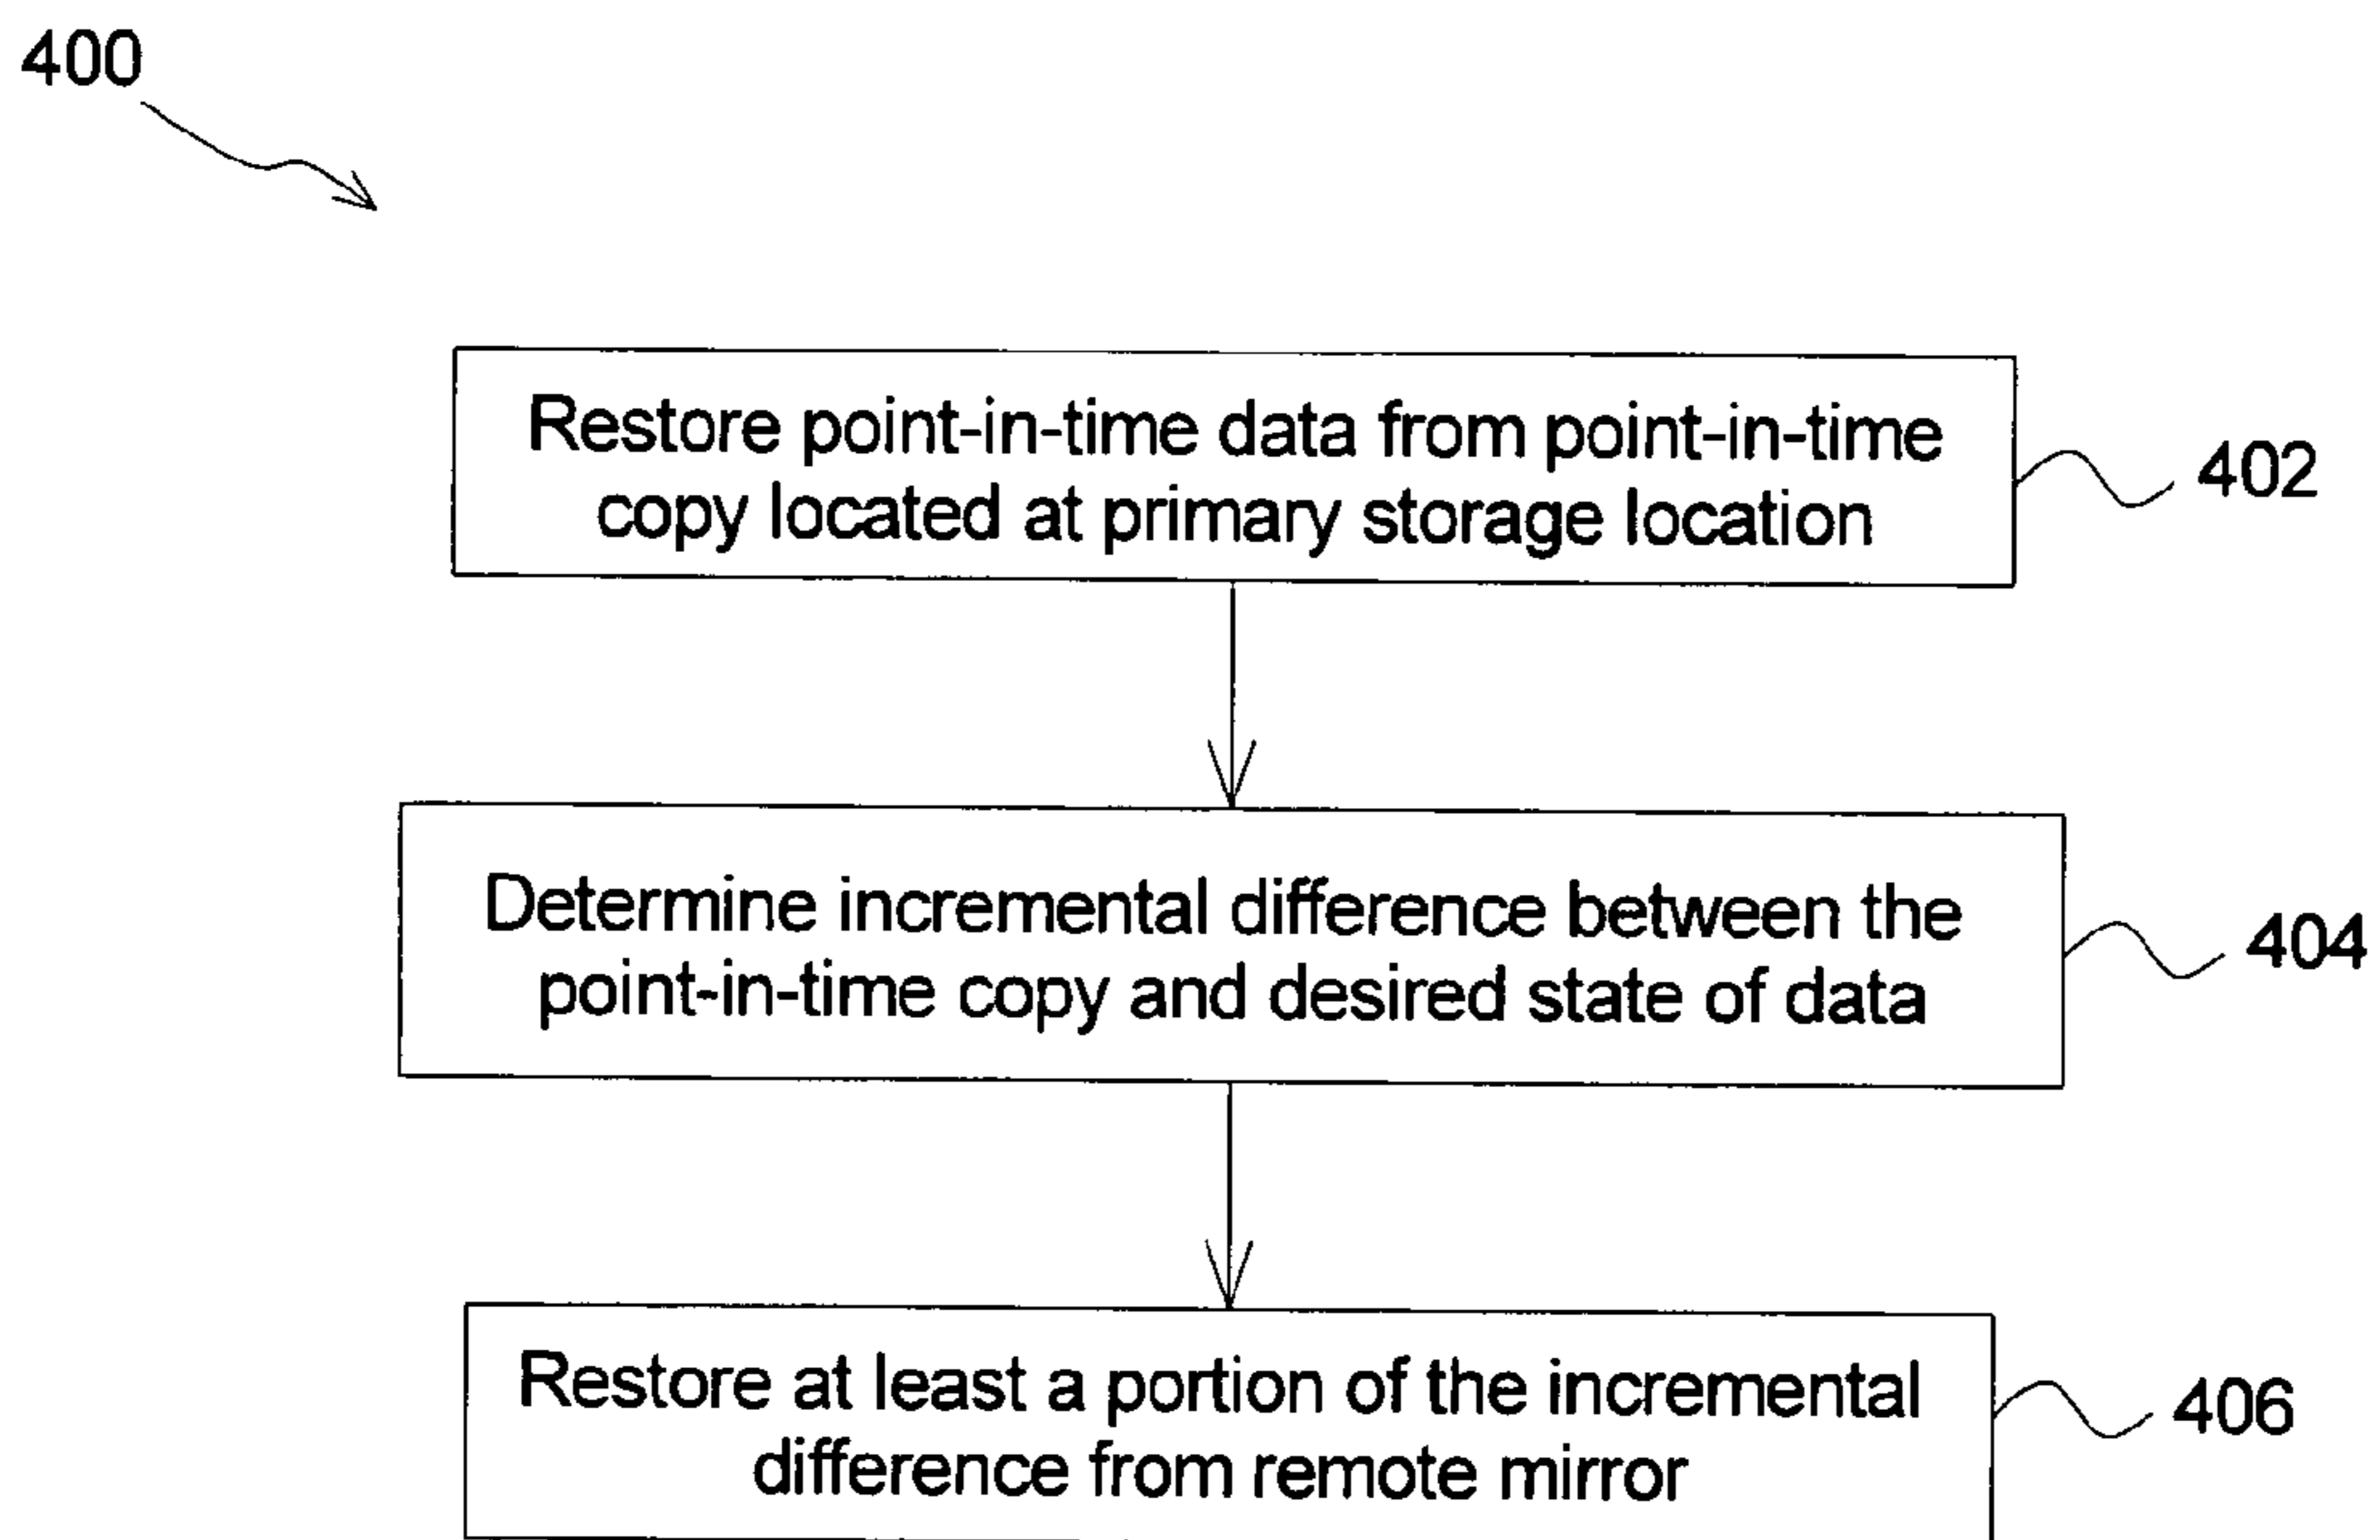 400
Restore point-in-time data from point-in-time
copy located at primary storage location
402
Determine incremental difference between the
point-in-time copy and desired state of data
404
Restore at least a portion of the incremental
difference from remote mirror
406